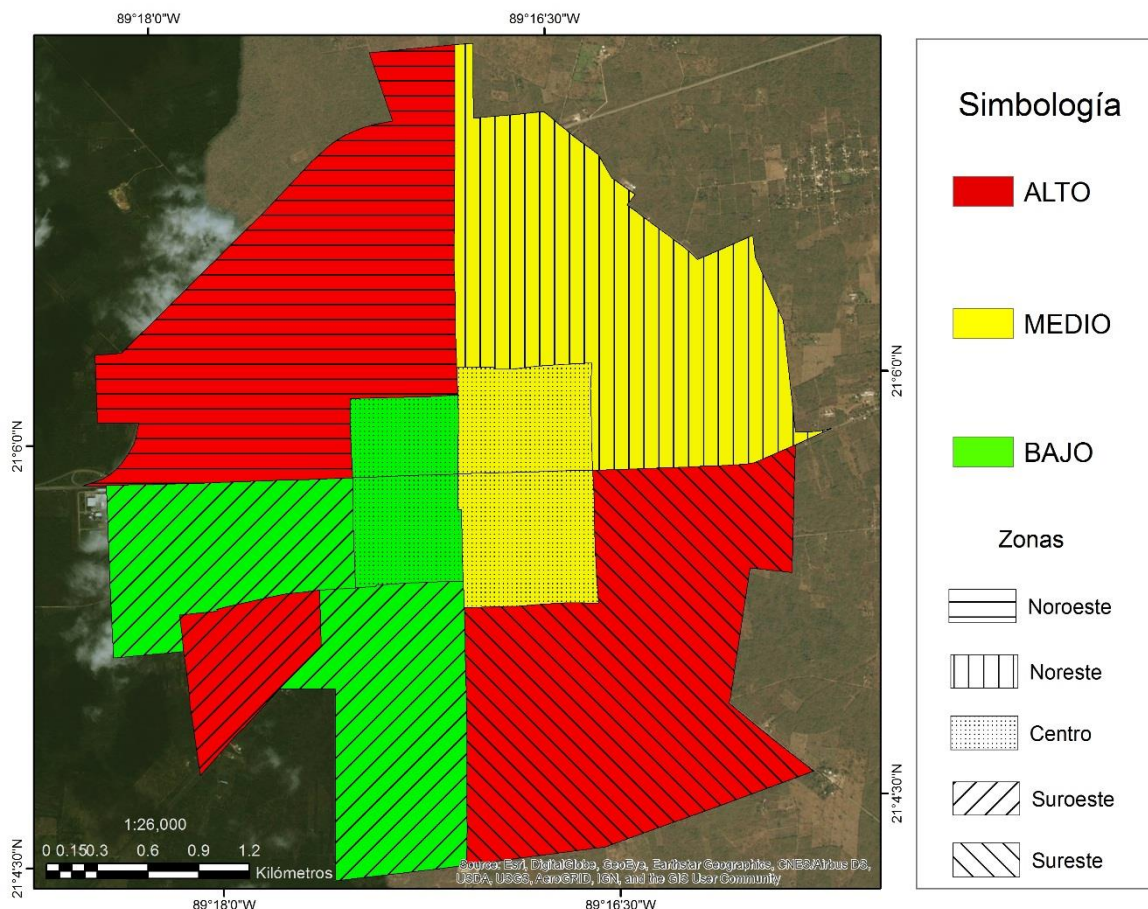 89°18'0"W
89°16'30"W
21°6'0"N
21°6'0"N
21°4'30"N
21°4'30"N
89°18'0"W
89°16'30"W
1:26,000
0 0.15 0.3 0.6 0.9 1.2
Kilómetros
Source: Esri, DigitalGlobe, GeoEye, Earthstar Geographics, CNES/Airbus DS,
USDA, USGS, AeroGRID, IGN, and the GIS User Community
Simbología
ALTO
MEDIO
BAJO
Zonas
Noroeste
Noreste
Centro
Suroeste
Sureste